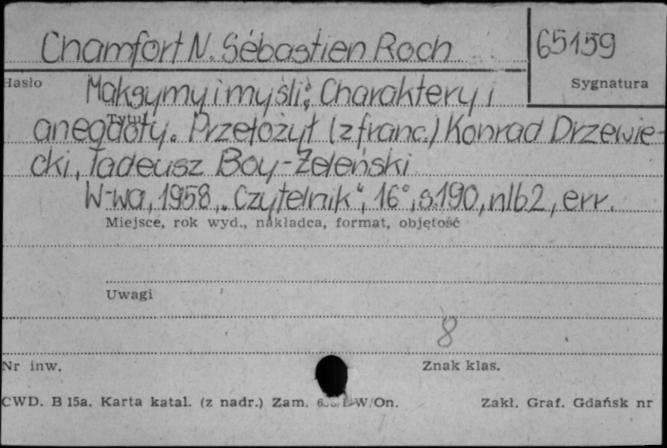 Chamfort N. Sébastien Roch
65159
Hasło
Sygnatura
Maksymy i myśli; Charaktery i
anegdoty. Przełożył (z franc.) Konrad Drzewie-
Tytuł
cki, Tadeusz Boy-Żeleński
W-wa, 1958, "Czytelnik", 16°, s.190, nlb2, err.
Miejsce, rok wyd., nakładca, format, objętość
Uwagi
8
Nr inw.
Znak klas.
CWD. B 15a. Karta katal. (z nadr.) Zam. D-W/On.
Zakł. Graf. Gdańsk nr